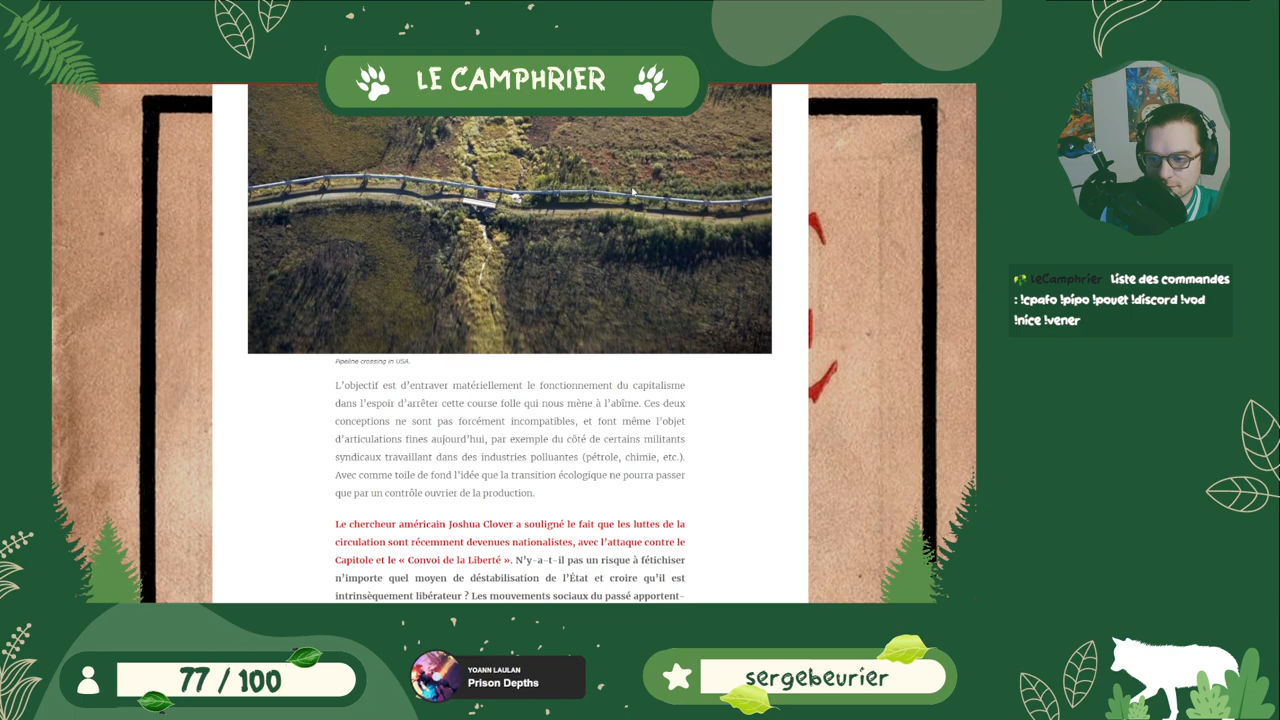 LE CAMPHRIER
Pipeline crossing in USA.
L'objectif est d'entraver matériellement le fonctionnement du capitalisme
dans l'espoir d'arrêter cette course folle qui nous mène à l'abîme. Ces deux
conceptions ne sont pas forcément incompatibles, et font même l'objet
d'articulations fines aujourd'hui, par exemple du côté de certains militants
syndicaux travaillant dans des industries polluantes (pétrole, chimie, etc.).
Avec comme toile de fond l'idée que la transition écologique ne pourra passer
que par un contrôle ouvrier de la production.
Le chercheur américain Joshua Clover a souligné le fait que les luttes de la
circulation sont récemment devenues nationalistes, avec l'attaque contre le
Capitole et le « Convoi de la Liberté ». N'y-a-t-il pas un risque à fétichiser
n'importe quel moyen de déstabilisation de l'État et croire qu'il est
intrinsèquement libérateur ? Les mouvements sociaux du passé apportent-
LeCamphrier Liste des commandes
: !cpafo !pipo !pouet !discord !vod
!nice !vener
77 / 100
YOANN LAULAN
Prison Depths
sergebeurier